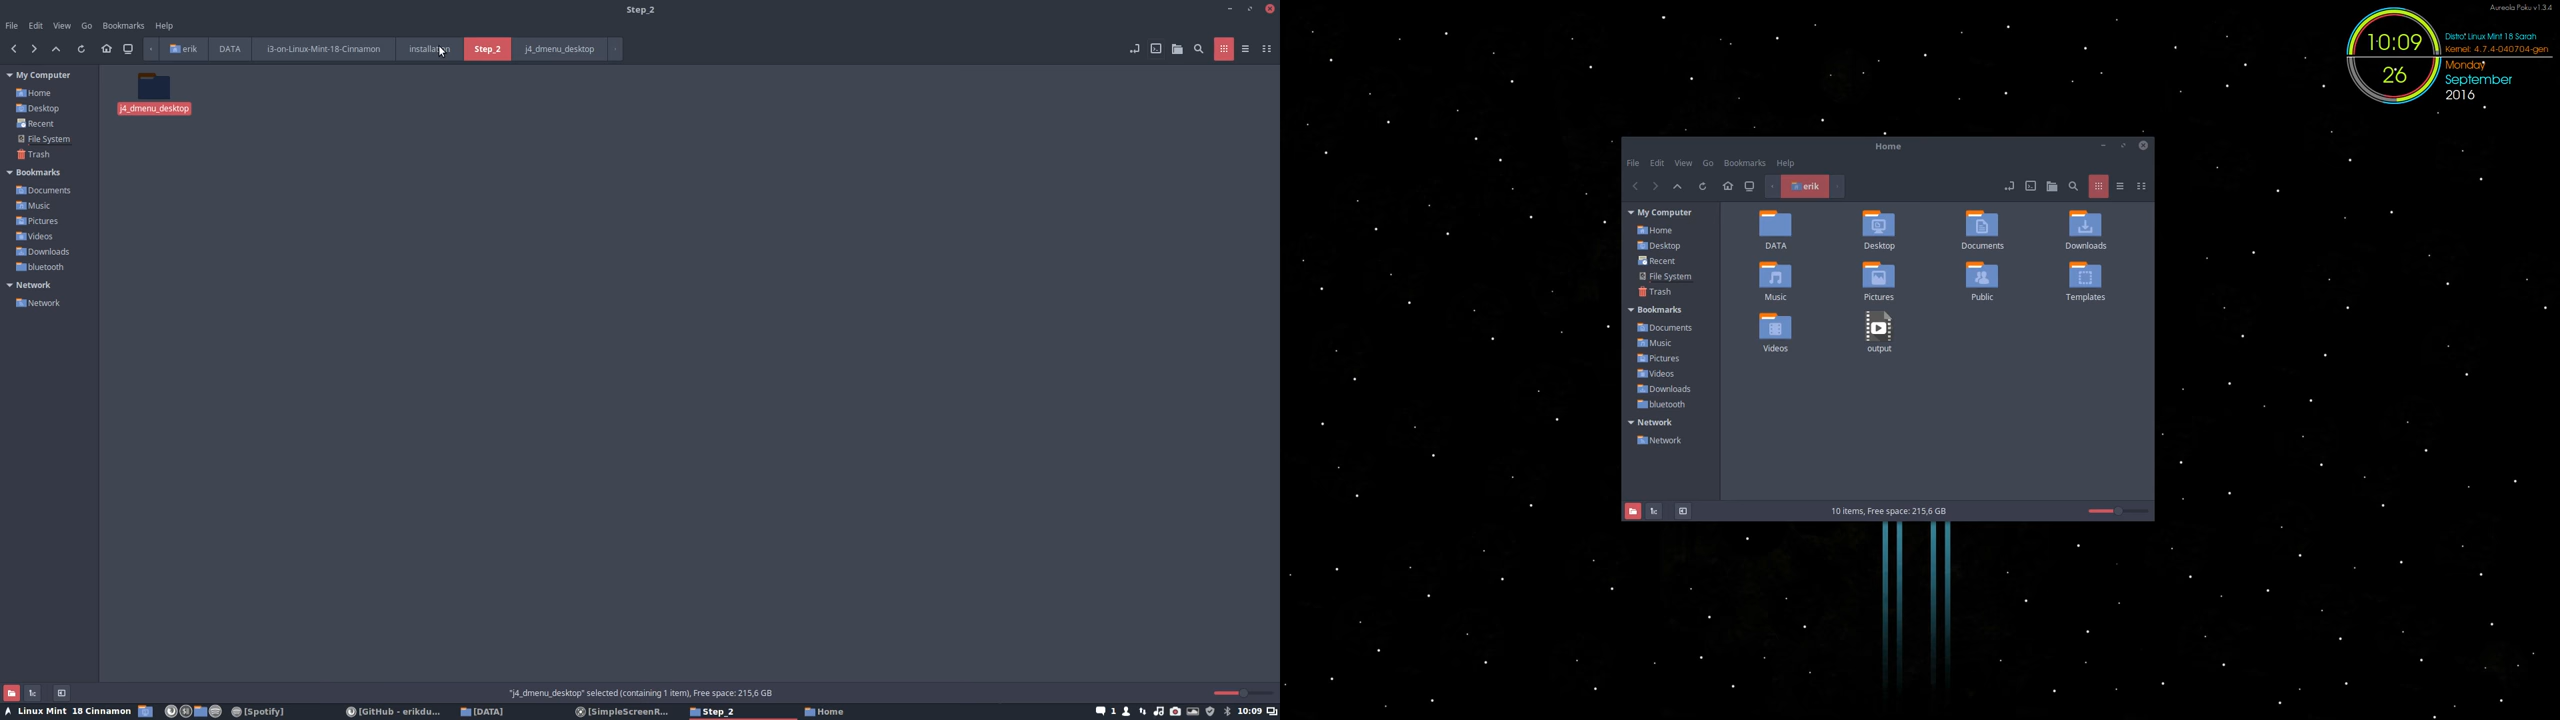 Step_2
File Edit View Go Bookmarks Help
erik DATA i3-on-Linux-Mint-18-Cinnamon installation Step_2 j4_dmenu_desktop
My Computer
Home
Desktop
Recent
File System
Trash
Bookmarks
Documents
Music
Pictures
Videos
Downloads
bluetooth
Network
Network
j4_dmenu_desktop
"j4_dmenu_desktop" selected (containing 1 item), Free space: 215,6 GB
Linux Mint 18 Cinnamon [Spotify] [GitHub - erikdu... [DATA] [SimpleScreenR... Step_2 Home 1 10:09
Aureola Poku v1.3.4
10:09
26
Distro: Linux Mint 18 Sarah
Kernel: 4.7.4-040704-gen
Monday
September
2016
Home
File Edit View Go Bookmarks Help
erik
My Computer
Home
Desktop
Recent
File System
Trash
Bookmarks
Documents
Music
Pictures
Videos
Downloads
bluetooth
Network
Network
DATA Desktop Documents Downloads
Music Pictures Public Templates
Videos output
10 items, Free space: 215,6 GB